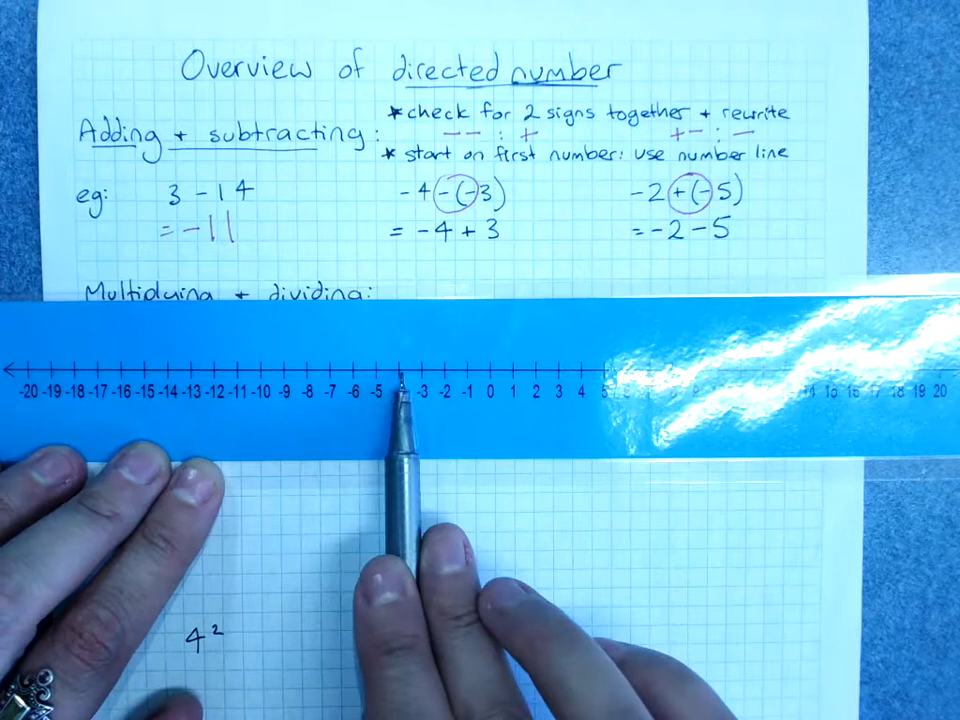 Overview of directed number
Adding + subtracting:
* check for 2 signs together + rewrite
-- : + +- : -
* start on first number: use number line
eg: 3 - 14 -4 -(-3) -2 + (-5)
= -11 = -4 + 3 = -2 - 5
Multiplying + dividing:
-20 -19 -18 -17 -16 -15 -14 -13 -12 -11 -10 -9 -8 -7 -6 -5 -3 -2 -1 0 1 2 3 4 5 14 15 16 17 18 19 20
4²